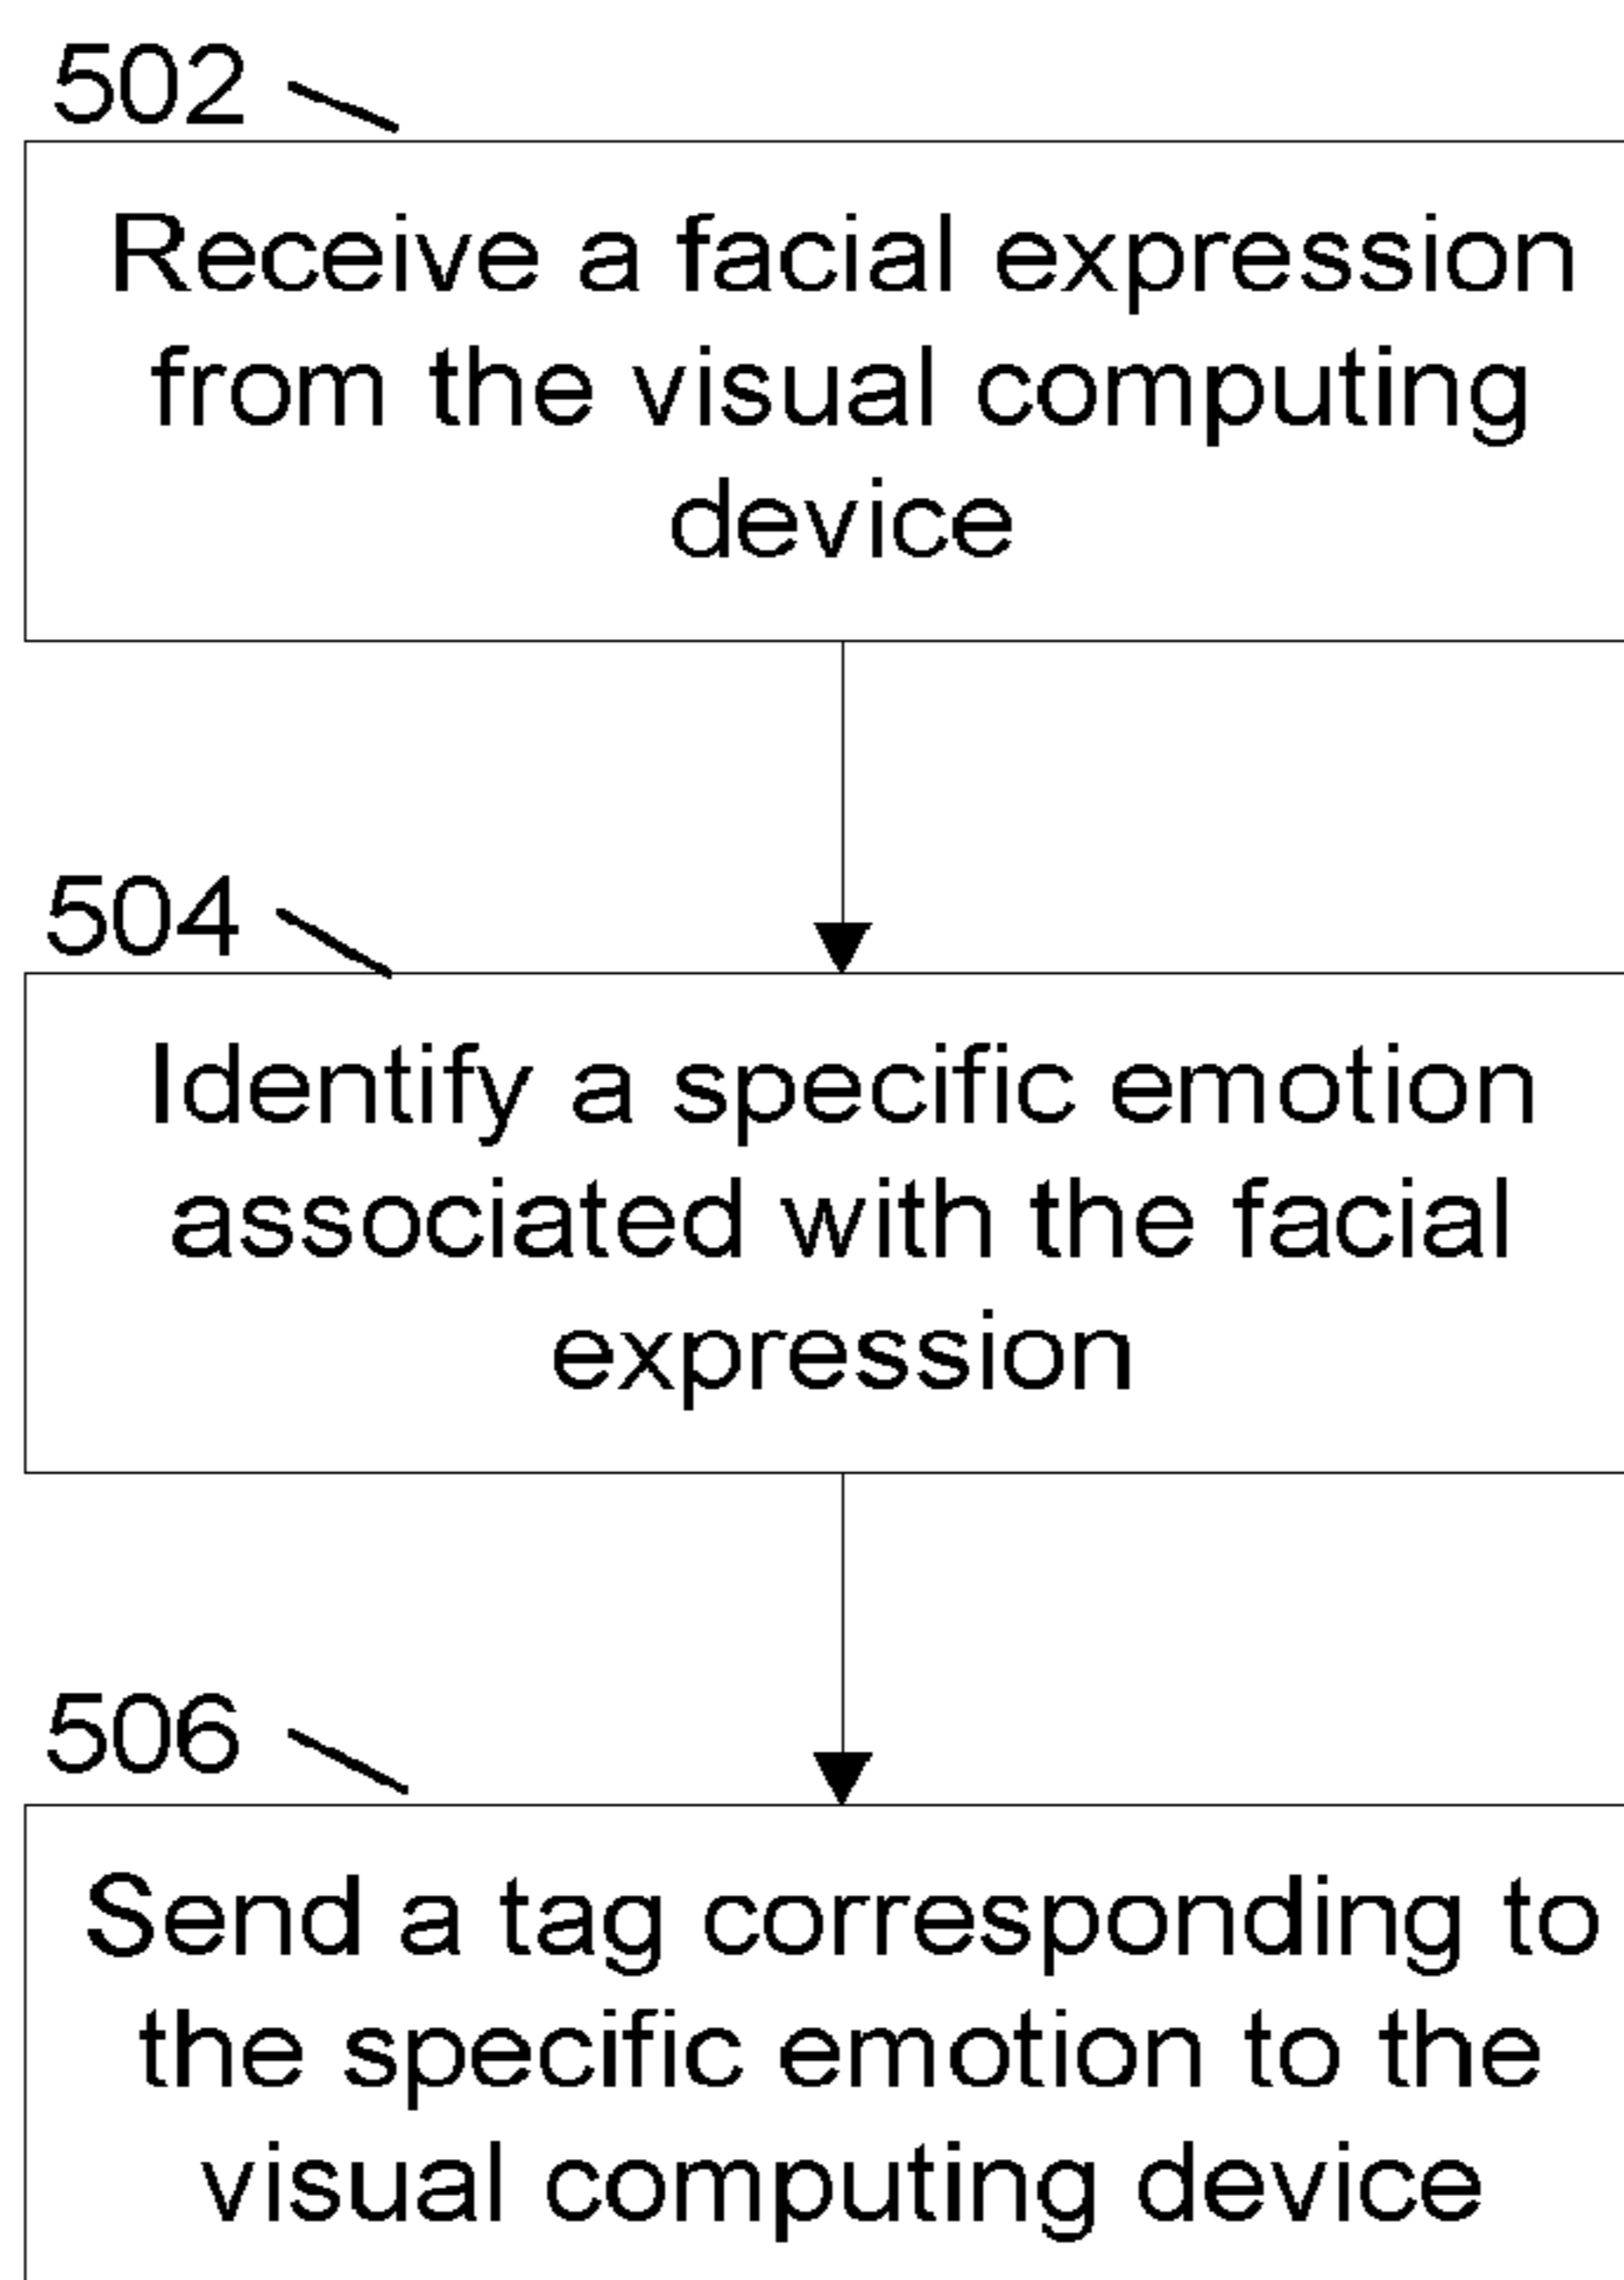 502
Receive a facial expression
from the visual computing
device
504
Identify a specific emotion
associated with the facial
expression
506
Send a tag corresponding to
the specific emotion to the
visual computing device